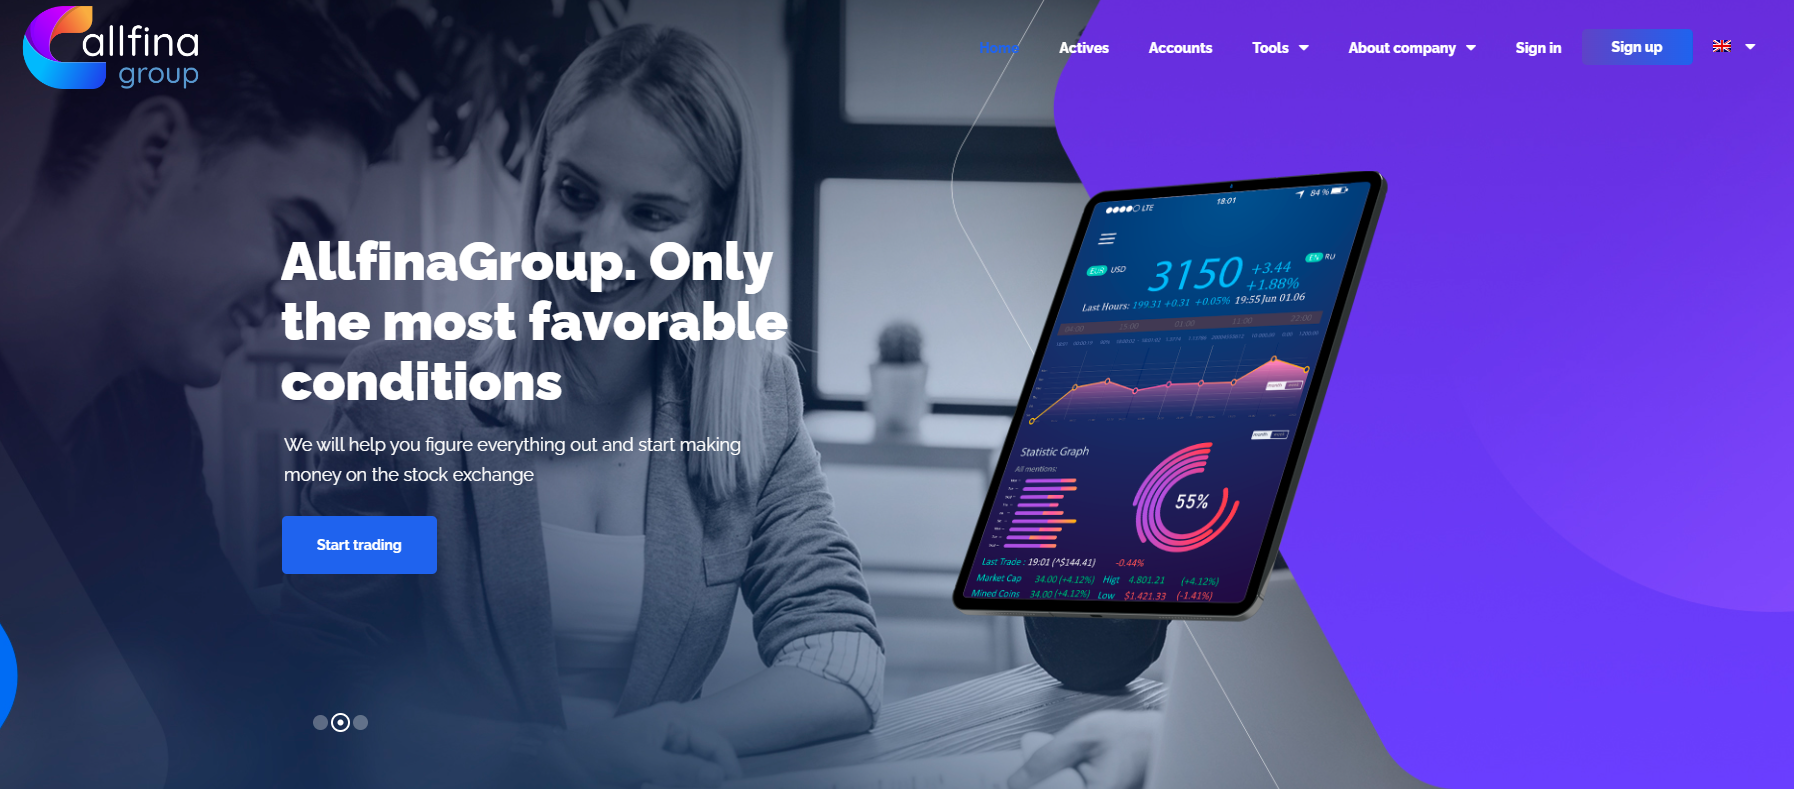 allfina
group
Home
Actives
Accounts
Tools
About company
Sign in
Sign up
AllfinaGroup. Only
the most favorable
conditions
We will help you figure everything out and start making
money on the stock exchange
Start trading
LTE
18:01
84 %
EUR USD
3150
+3.44
+1.88%
EN RU
Last Hours: 199.31 +0.31 +0.05% 19:55 Jun 01.06
Statistic Graph
All mentions:
55%
Last Trade : 19:01 (^$144.41) -0.44%
Market Cap 34.00 (+4.12%) Higt 4.801.21 (+4.12%)
Mined Coins 34.00 (+4.12%) Low $1.421.33 (-1.41%)